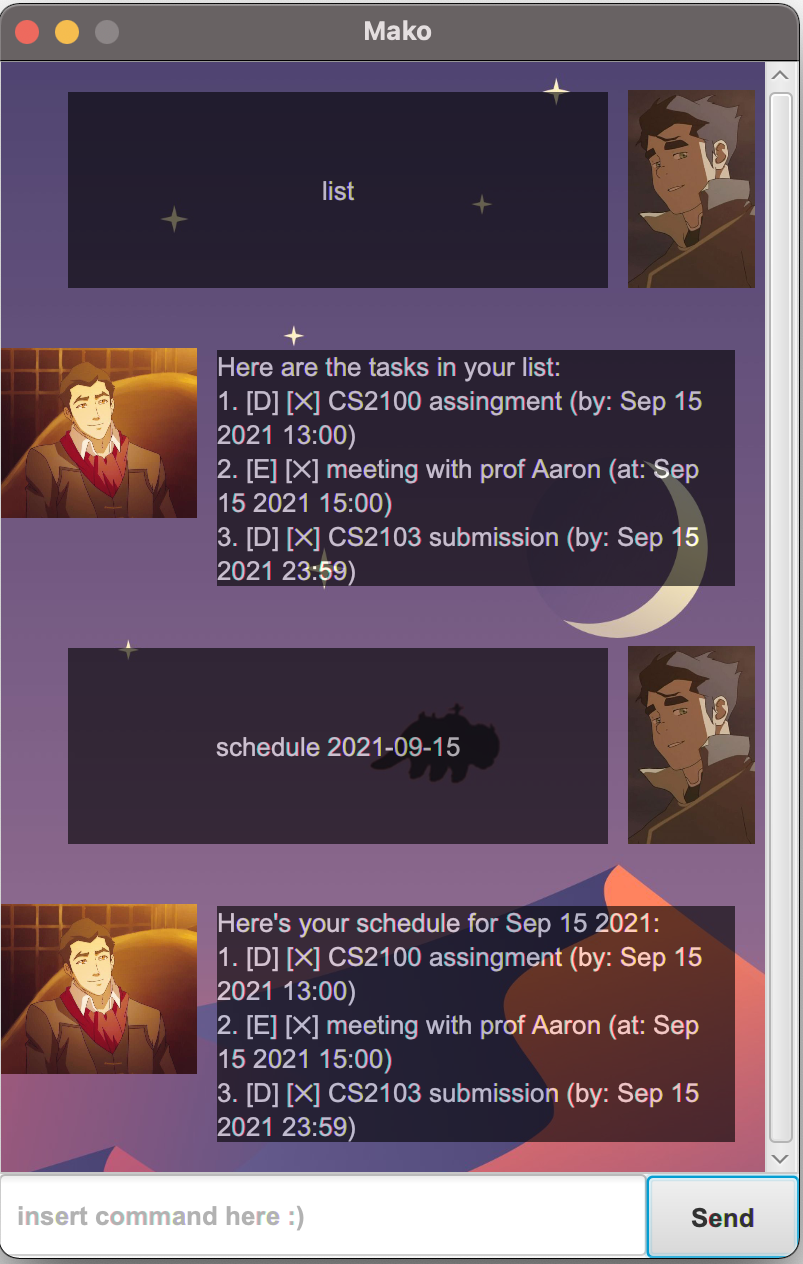 Mako
list
Here are the tasks in your list:
1. [D] [X] CS2100 assingment (by: Sep 15
2021 13:00)
2. [E] [X] meeting with prof Aaron (at: Sep
15 2021 15:00)
3. [D] [X] CS2103 submission (by: Sep 15
2021 23:59)
schedule 2021-09-15
Here's your schedule for Sep 15 2021:
1. [D] [X] CS2100 assingment (by: Sep 15
2021 13:00)
2. [E] [X] meeting with prof Aaron (at: Sep
15 2021 15:00)
3. [D] [X] CS2103 submission (by: Sep 15
2021 23:59)
insert command here :)
Send